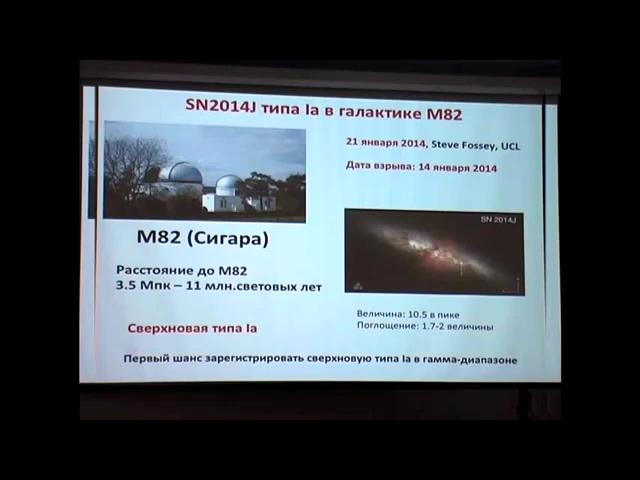 SN2014J типа Ia в галактике M82
21 января 2014, Steve Fossey, UCL
Дата взрыва: 14 января 2014
SN 2014J
M82 (Сигара)
Расстояние до M82
3.5 Мпк – 11 млн.световых лет
Величина: 10.5 в пике
Поглощение: 1.7-2 величины
Сверхновая типа Ia
Первый шанс зарегистрировать сверхновую типа Ia в гамма-диапазоне